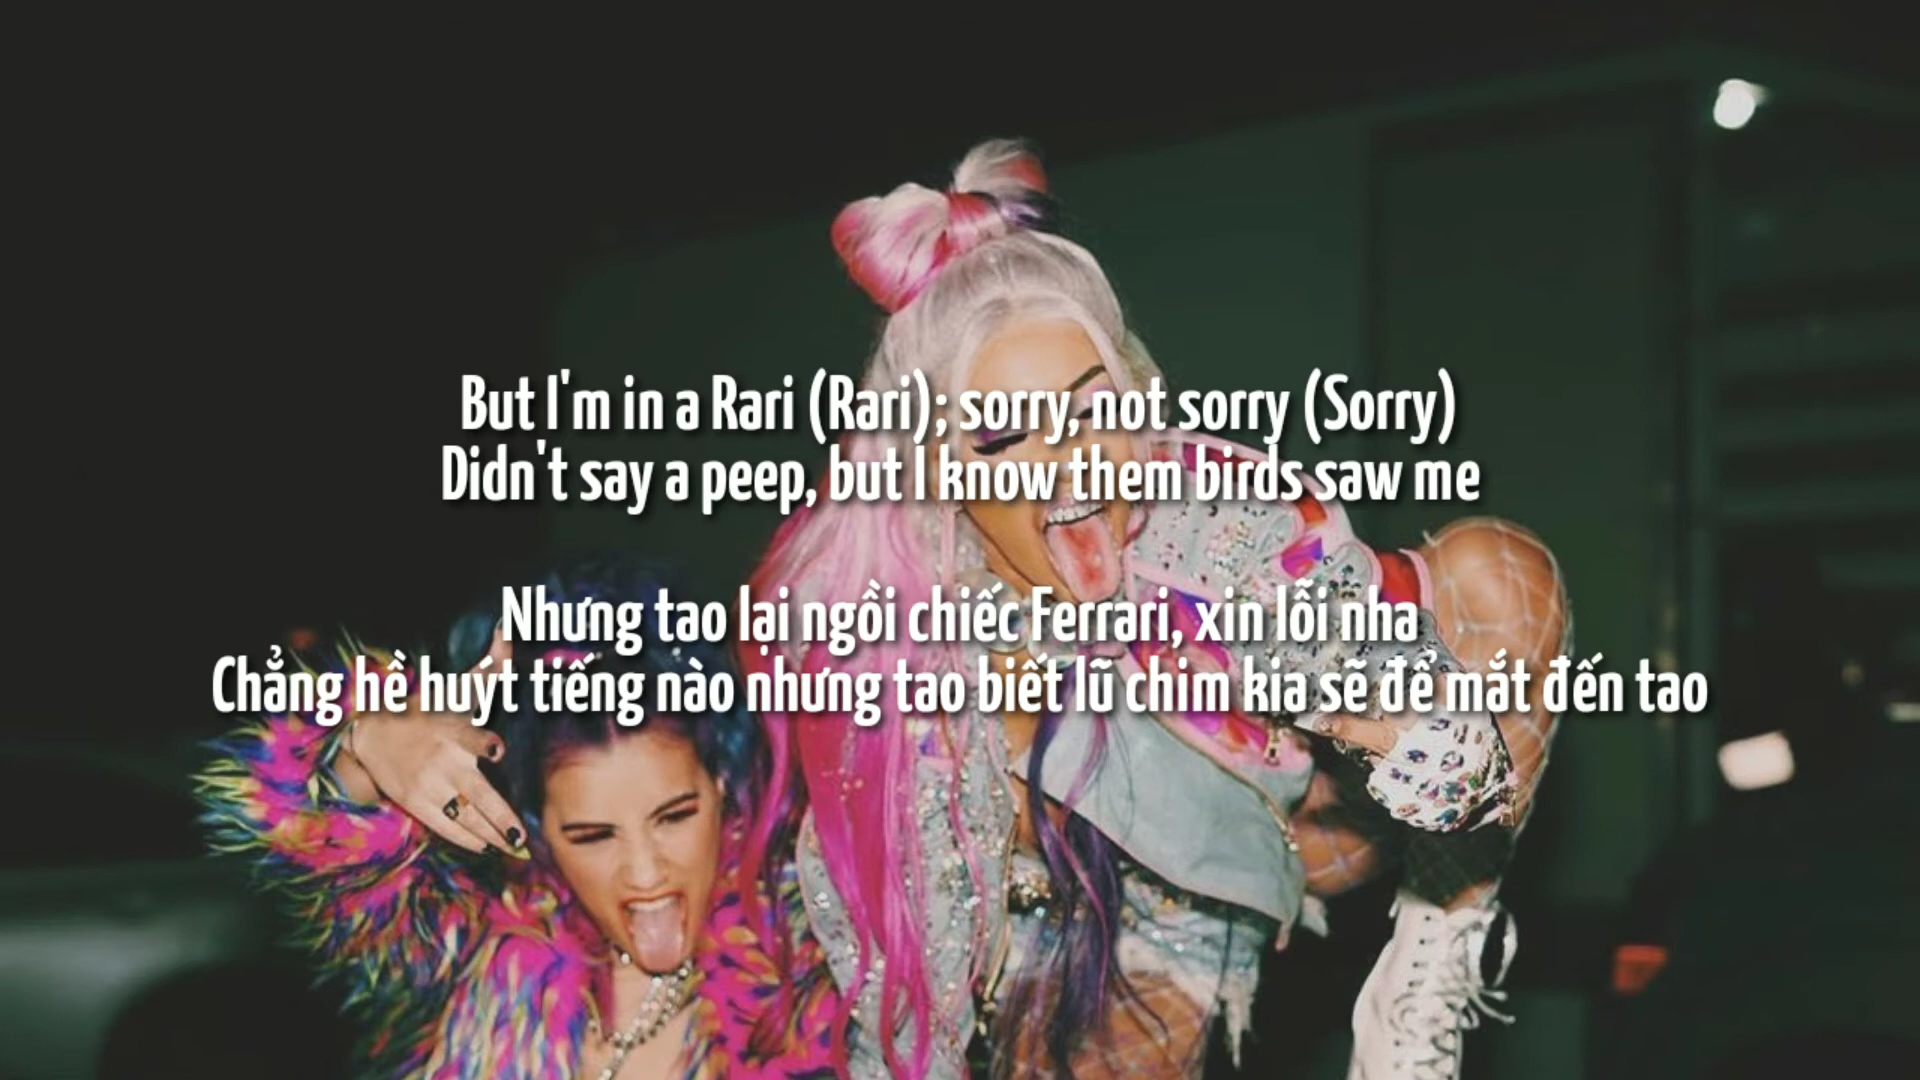 But I'm in a Rari (Rari); sorry, not sorry (Sorry)
Didn't say a peep, but I know them birds saw me
Nhưng tao lại ngồi chiếc Ferrari, xin lỗi nha
Chẳng hề huýt tiếng nào nhưng tao biết lũ chim kia sẽ để mắt đến tao